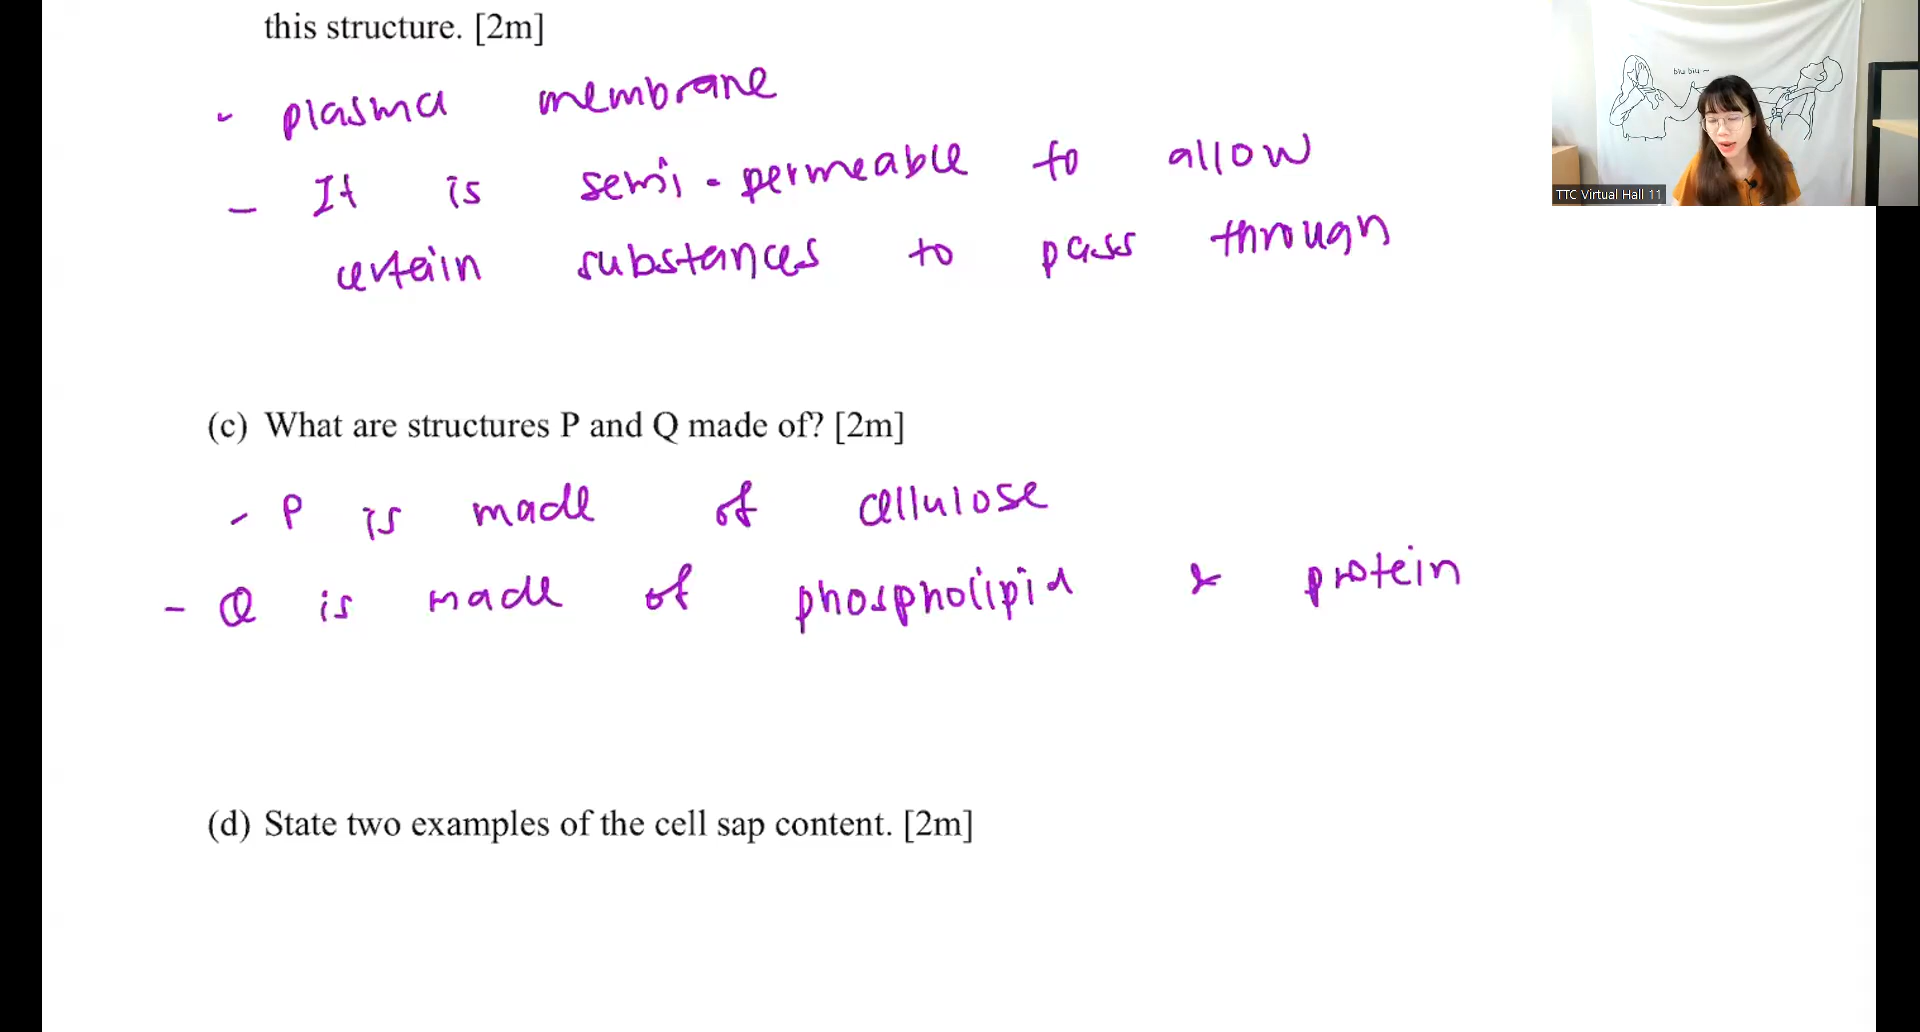 this structure. [2m]
blu blu ~
- plasma membrane
- It is semi-permeable to allow
certain substances to pass through
TTC Virtual Hall 11
(c) What are structures P and Q made of? [2m]
- P is made of cellulose
- Q is made of phospholipid & protein
(d) State two examples of the cell sap content. [2m]